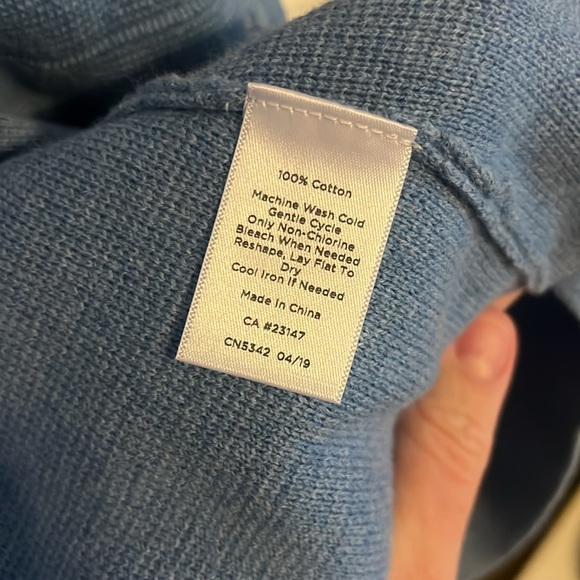 100% Cotton
Machine Wash Cold
Gentle Cycle
Only Non-Chlorine
Bleach When Needed
Reshape, Lay Flat To
Dry
Cool Iron If Needed
Made In China
CA #23147
CN5342 04/19